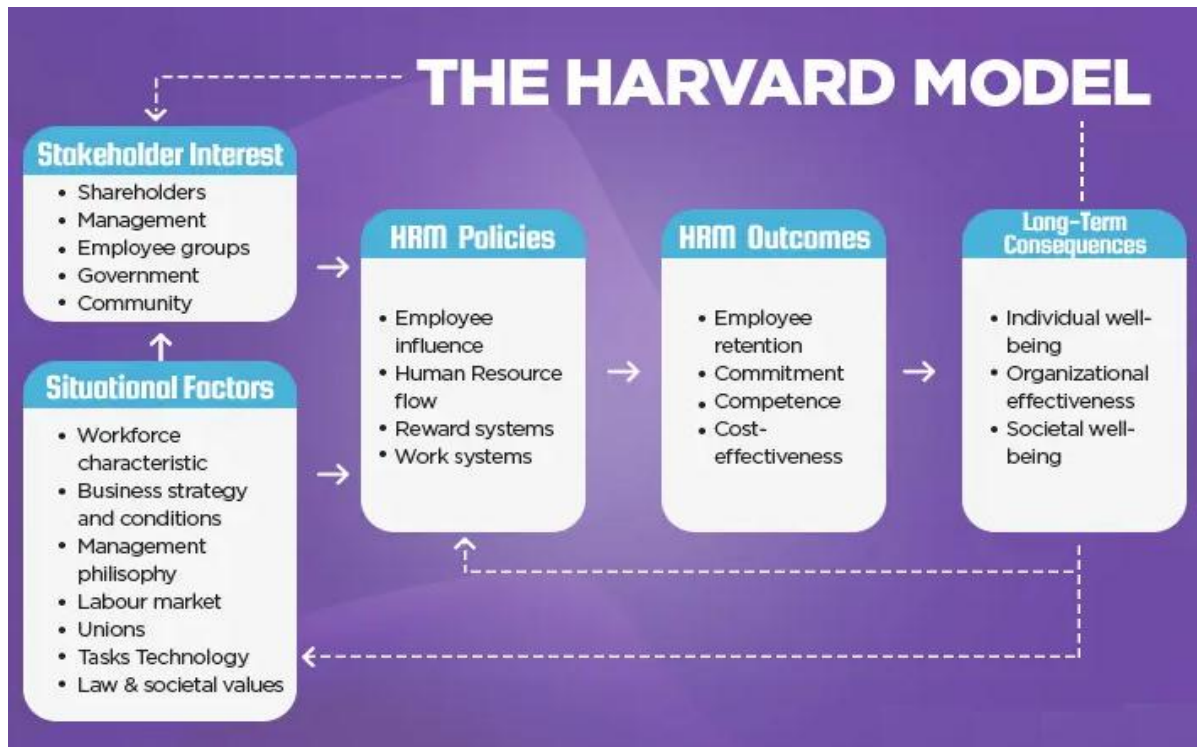 THE HARVARD MODEL
Stakeholder Interest
• Shareholders
• Management
• Employee groups
• Government
• Community
Situational Factors
• Workforce
characteristic
• Business strategy
and conditions
• Management
philisophy
• Labour market
• Unions
• Tasks Technology
• Law & societal values
HRM Policies
• Employee
influence
• Human Resource
flow
• Reward systems
• Work systems
HRM Outcomes
• Employee
retention
• Commitment
• Competence
• Cost-
effectiveness
Long-Term
Consequences
• Individual well-
being
• Organizational
effectiveness
• Societal well-
being